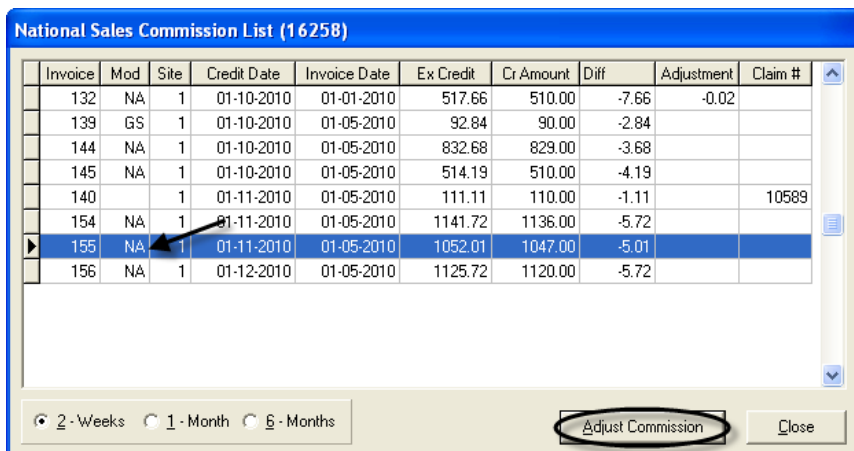 National Sales Commission List (16258)
Invoice Mod Site Credit Date Invoice Date Ex Credit Cr Amount Diff Adjustment Claim #
132 NA 1 01-10-2010 01-01-2010 517.66 510.00 -7.66 -0.02
139 GS 1 01-10-2010 01-05-2010 92.84 90.00 -2.84
144 NA 1 01-10-2010 01-05-2010 832.68 829.00 -3.68
145 NA 1 01-10-2010 01-05-2010 514.19 510.00 -4.19
140 1 01-11-2010 01-05-2010 111.11 110.00 -1.11 10589
154 NA 1 01-11-2010 01-05-2010 1141.72 1136.00 -5.72
155 NA 1 01-11-2010 01-05-2010 1052.01 1047.00 -5.01
156 NA 1 01-12-2010 01-05-2010 1125.72 1120.00 -5.72
2 - Weeks 1 - Month 6 - Months Adjust Commission Close